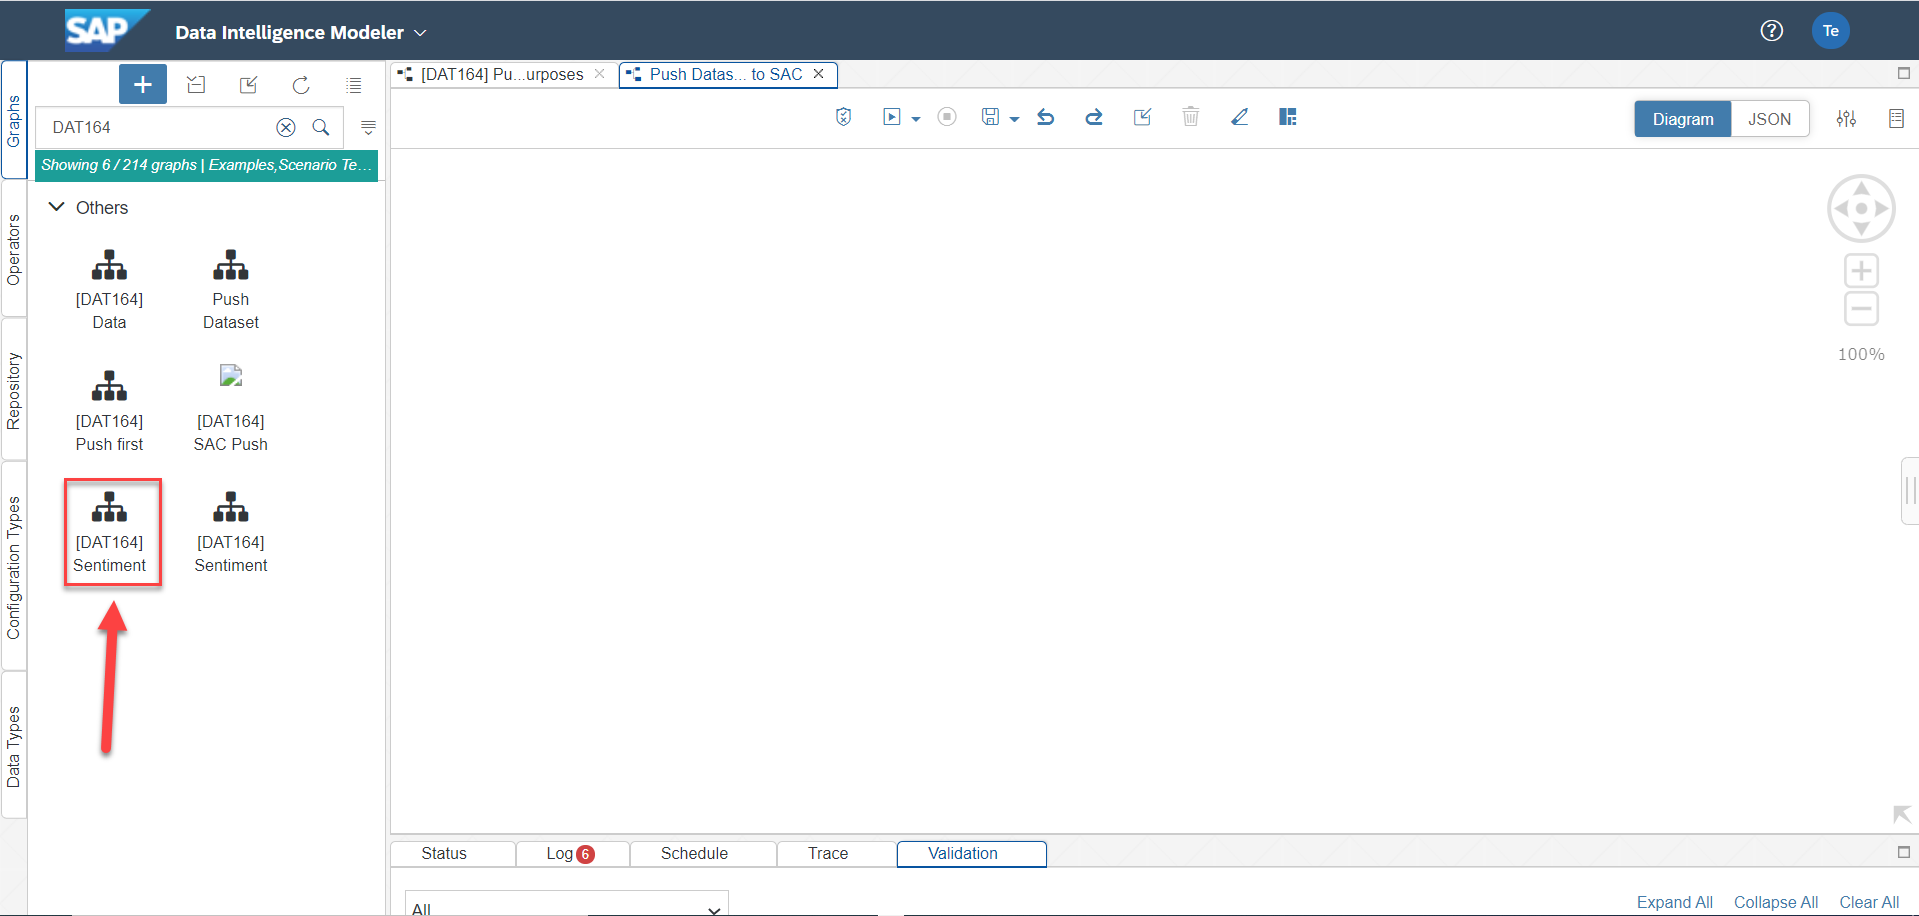 SAP
Data Intelligence Modeler
Te
Graphs
Operators
Repository
Configuration Types
Data Types
DAT164
Showing 6 / 214 graphs | Examples,Scenario Te...
Others
[DAT164]
Data
Push
Dataset
[DAT164]
Push first
[DAT164]
SAC Push
[DAT164]
Sentiment
[DAT164]
Sentiment
[DAT164] Pu...urposes
Push Datas... to SAC
Diagram
JSON
100%
Status
Log 6
Schedule
Trace
Validation
All
Expand All
Collapse All
Clear All